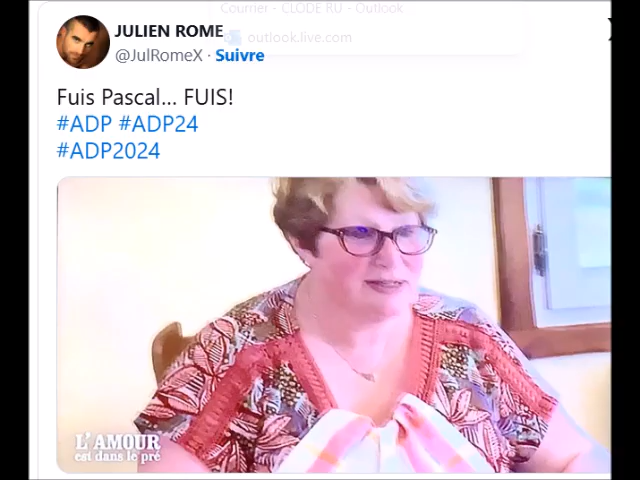 Courrier - CLODE RU - Outlook
JULIEN ROME
outlook.live.com
@JulRomeX · Suivre
Fuis Pascal... FUIS!
#ADP #ADP24
#ADP2024
L'AMOUR
est dans le pré